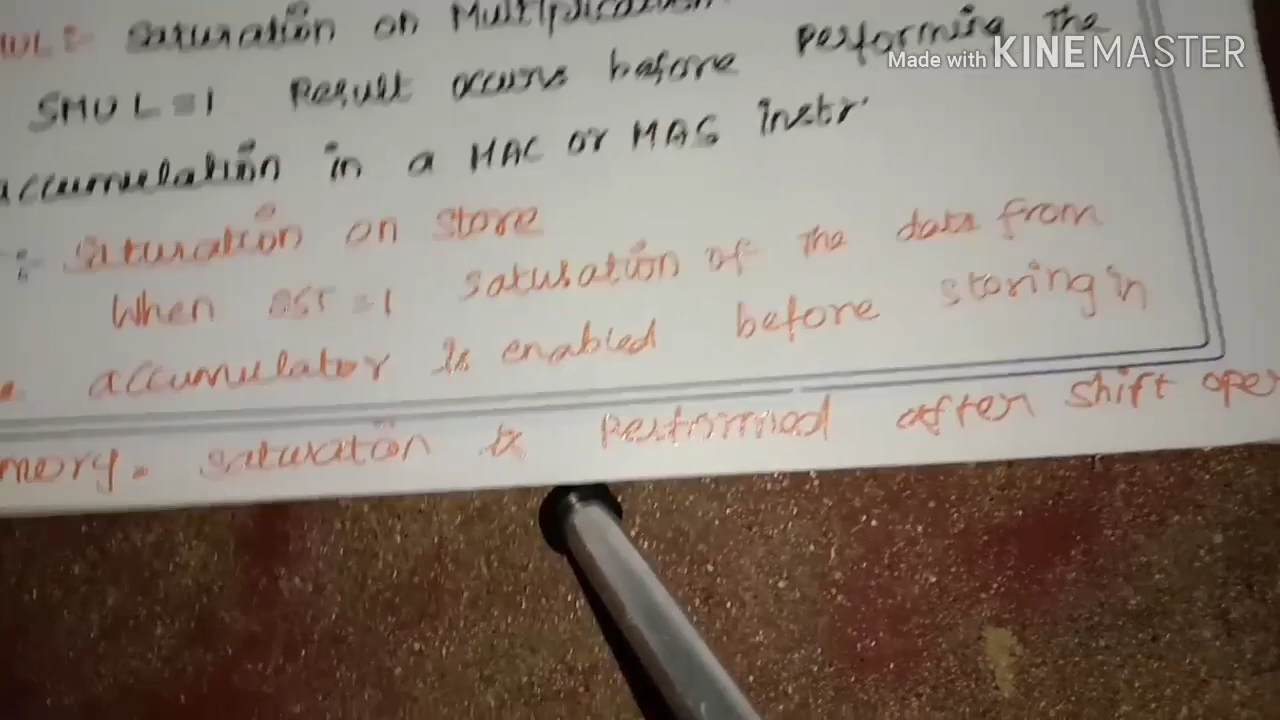 MUL :- saturation on Multiplication
SMUL = 1 Result occurs before performing the
accumulation in a MAC or MAS instr
:- saturation on store
When SST = 1 saturation of the data from
accumulator is enabled before storing in
mory. saturation is performed after shift oper
Made with KINEMASTER